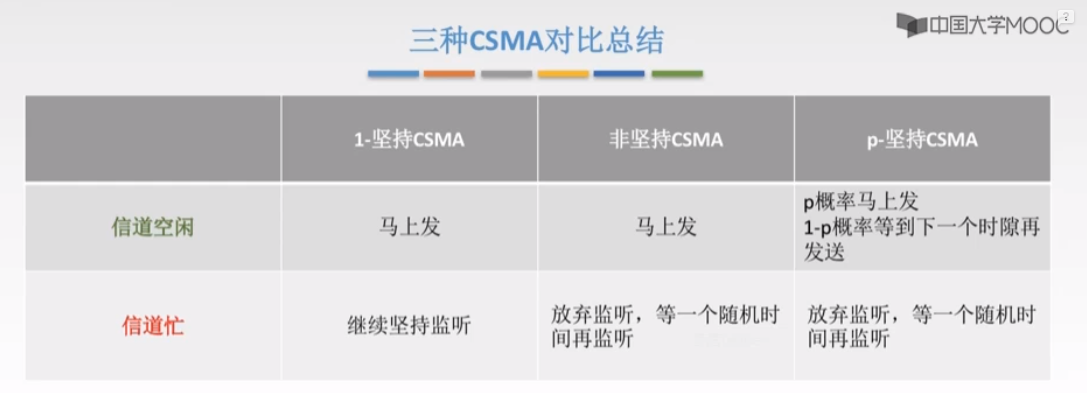 中国大学MOOC
?
三种CSMA对比总结
1-坚持CSMA 非坚持CSMA p-坚持CSMA
信道空闲 马上发 马上发 p概率马上发
1-p概率等到下一个时隙再
发送
信道忙 继续坚持监听 放弃监听，等一个随机时
间再监听
放弃监听，等一个随机时
间再监听